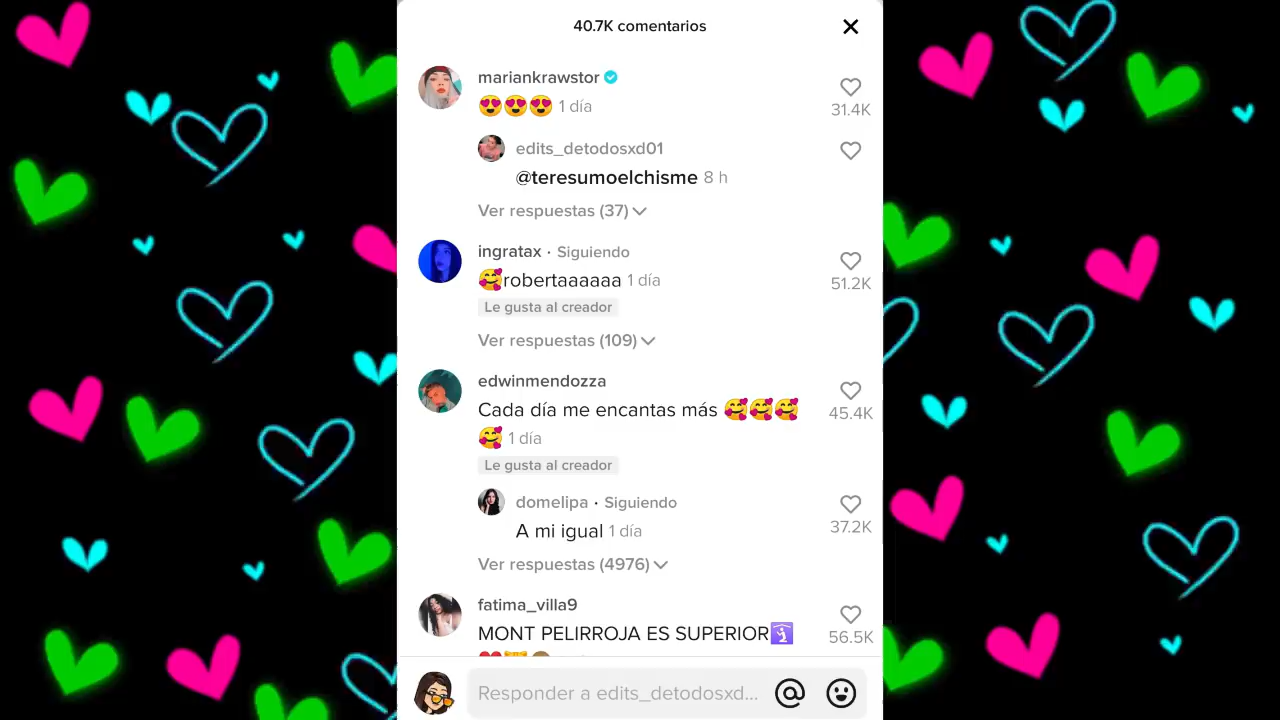 40.7K comentarios
mariankrawstor
😍😍😍 1 día
31.4K
edits_detodosxd01
@teresumoelchisme 8 h
Ver respuestas (37)
ingratax · Siguiendo
🥰robertaaaaaa 1 día
51.2K
Le gusta al creador
Ver respuestas (109)
edwinmendozza
Cada día me encantas más 🥰🥰🥰
🥰 1 día
45.4K
Le gusta al creador
domelipa · Siguiendo
A mi igual 1 día
37.2K
Ver respuestas (4976)
fatima_villa9
MONT PELIRROJA ES SUPERIOR🛐
56.5K
Responder a edits_detodosxd...